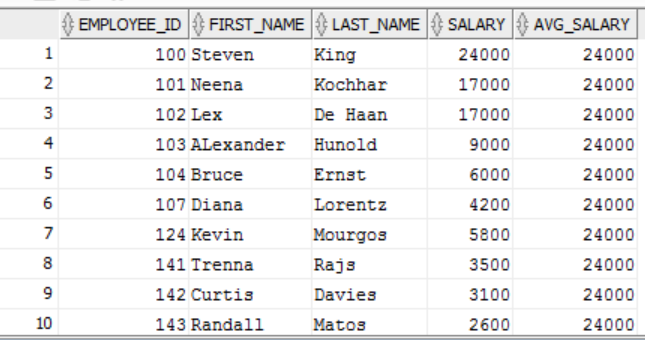 EMPLOYEE_ID FIRST_NAME LAST_NAME SALARY AVG_SALARY
1 100 Steven King 24000 24000
2 101 Neena Kochhar 17000 24000
3 102 Lex De Haan 17000 24000
4 103 ALexander Hunold 9000 24000
5 104 Bruce Ernst 6000 24000
6 107 Diana Lorentz 4200 24000
7 124 Kevin Mourgos 5800 24000
8 141 Trenna Rajs 3500 24000
9 142 Curtis Davies 3100 24000
10 143 Randall Matos 2600 24000